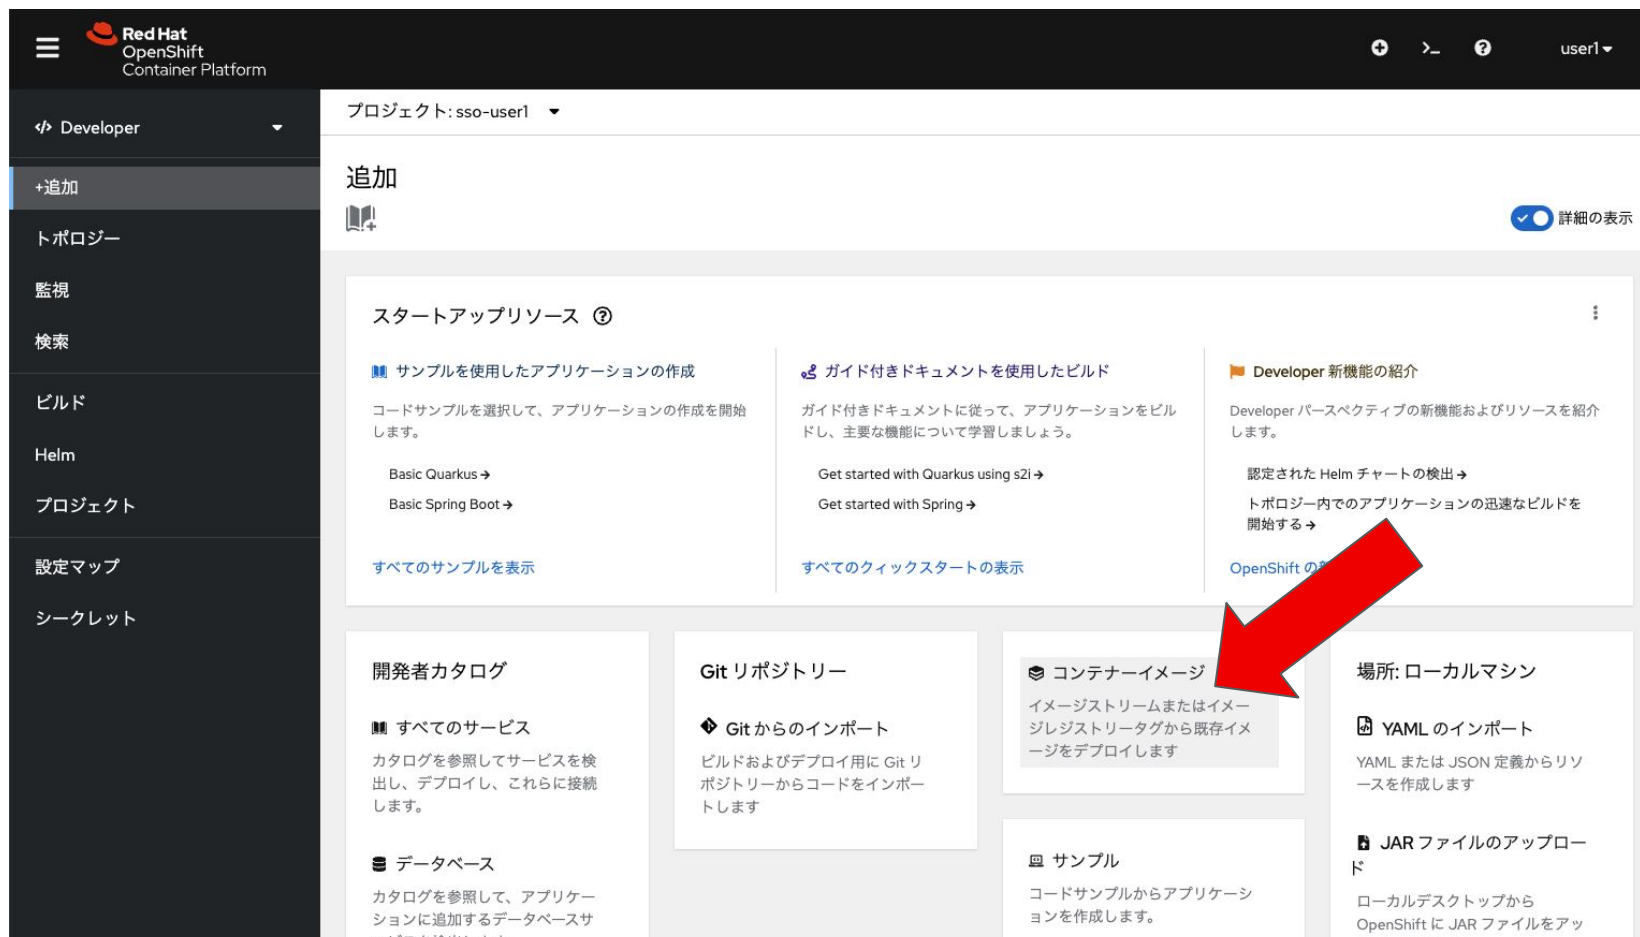 Red Hat
OpenShift
Container Platform
user1
Developer
+追加
トポロジー
監視
検索
ビルド
Helm
プロジェクト
設定マップ
シークレット
プロジェクト: sso-user1
追加
詳細の表示
スタートアップリソース
サンプルを使用したアプリケーションの作成
コードサンプルを選択して、アプリケーションの作成を開始
します。
Basic Quarkus
Basic Spring Boot
すべてのサンプルを表示
ガイド付きドキュメントを使用したビルド
ガイド付きドキュメントに従って、アプリケーションをビル
ドし、主要な機能について学習しましょう。
Get started with Quarkus using s2i
Get started with Spring
すべてのクィックスタートの表示
Developer 新機能の紹介
Developer パースペクティブの新機能およびリソースを紹介
します。
認定された Helm チャートの検出
トポロジー内でのアプリケーションの迅速なビルドを
開始する
OpenShift の
開発者カタログ
すべてのサービス
カタログを参照してサービスを検
出し、デプロイし、これらに接続
します。
データベース
カタログを参照して、アプリケー
ションに追加するデータベースサ
Git リポジトリー
Git からのインポート
ビルドおよびデプロイ用に Git リ
ポジトリーからコードをインポー
トします
コンテナーイメージ
イメージストリームまたはイメー
ジレジストリータグから既存イメ
ージをデプロイします
サンプル
コードサンプルからアプリケーシ
ョンを作成します。
場所: ローカルマシン
YAML のインポート
YAML または JSON 定義からリソ
ースを作成します
JAR ファイルのアップロー
ド
ローカルデスクトップから
OpenShift に JAR ファイルをアッ